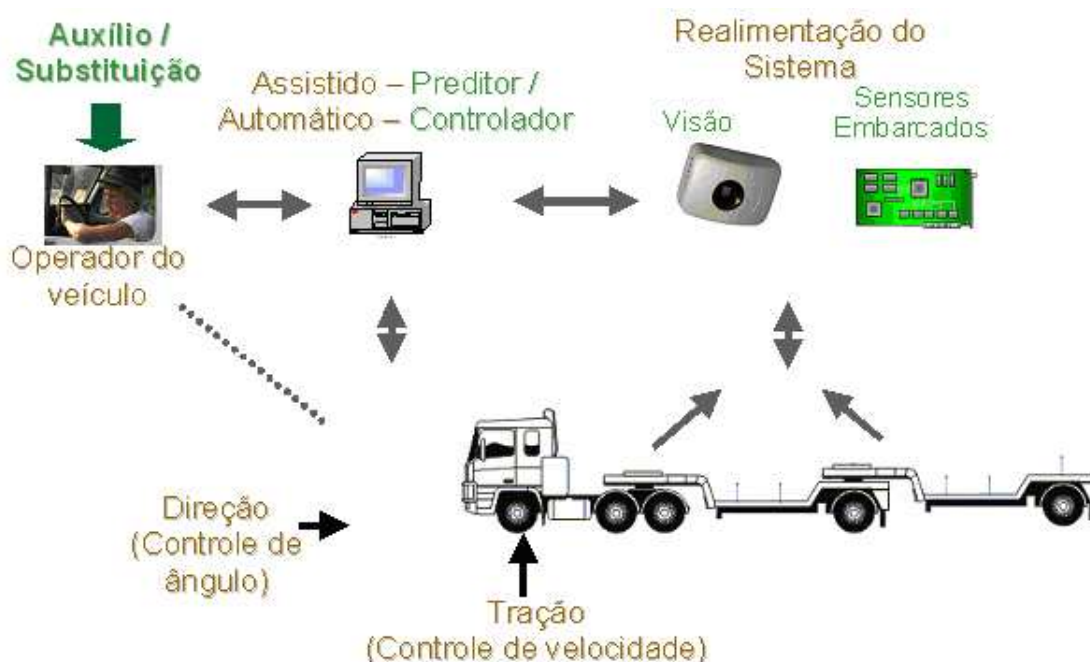 Auxílio /
Substituição
Operador do
veículo
Assistido – Preditor /
Automático – Controlador
Realimentação do
Sistema
Visão
Sensores
Embarcados
Direção
(Controle de
ângulo)
Tração
(Controle de velocidade)